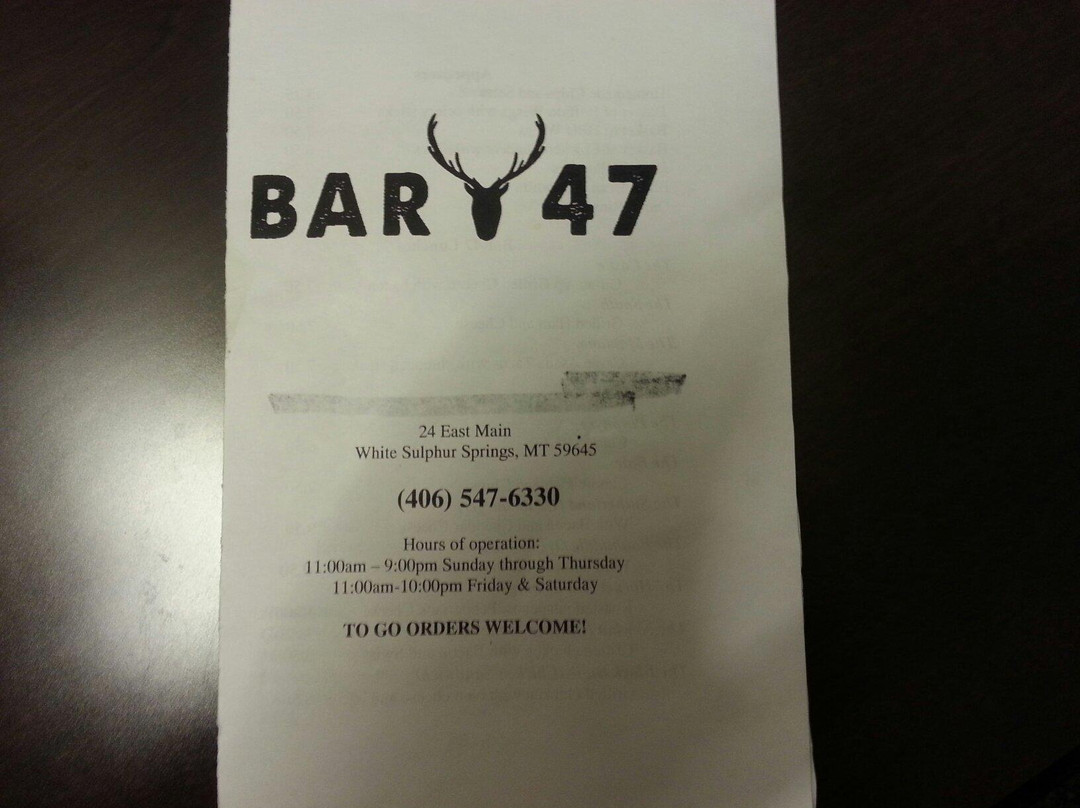 BAR 47
24 East Main
White Sulphur Springs, MT 59645
(406) 547-6330
Hours of operation:
11:00am – 9:00pm Sunday through Thursday
11:00am-10:00pm Friday & Saturday
TO GO ORDERS WELCOME!